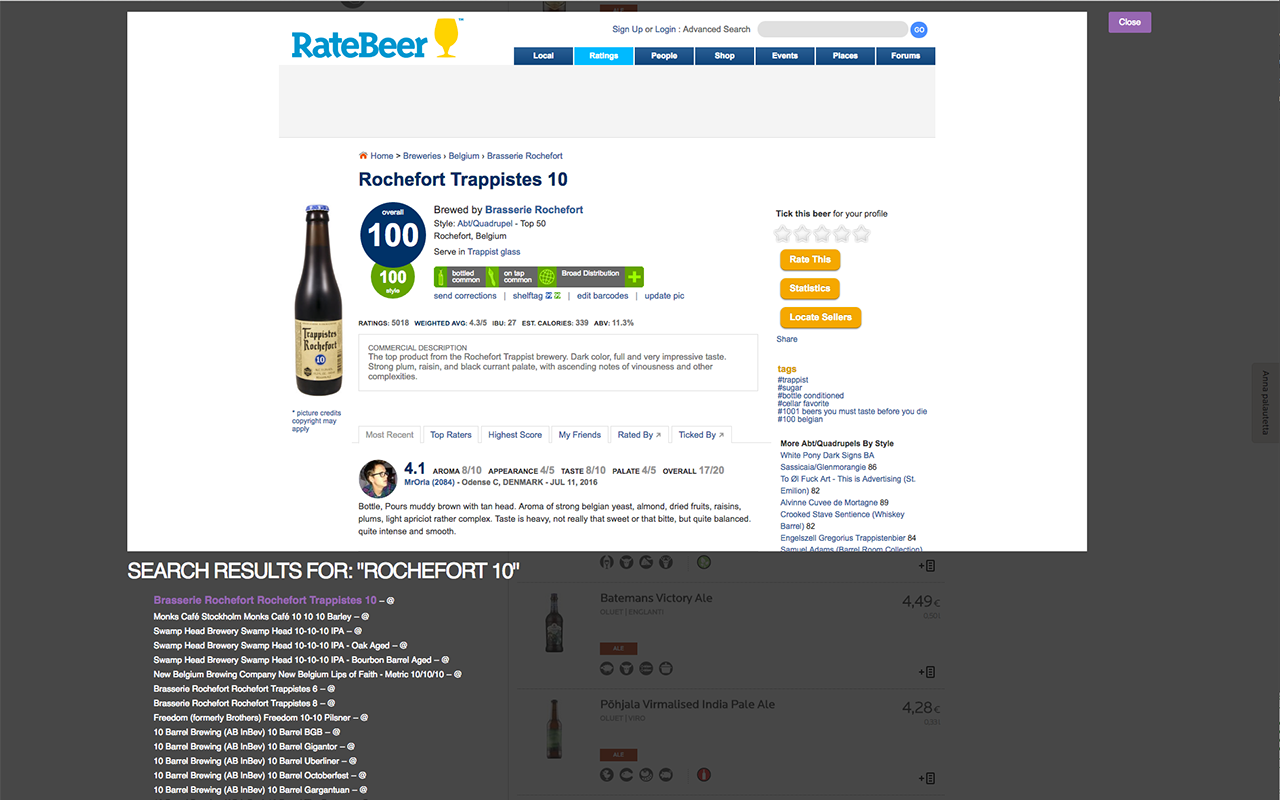 RateBeer™
Sign Up or Login : Advanced Search
GO
Close
Local Ratings People Shop Events Places Forums
Home > Breweries › Belgium › Brasserie Rochefort
Rochefort Trappistes 10
overall
100
100
style
Brewed by Brasserie Rochefort
Style: Abt/Quadrupel - Top 50
Rochefort, Belgium
Serve in Trappist glass
bottled common on tap common Broad Distribution
send corrections | shelftag | edit barcodes | update pic
RATINGS: 5018 WEIGHTED AVG: 4.3/5 IBU: 27 EST. CALORIES: 339 ABV: 11.3%
COMMERCIAL DESCRIPTION
The top product from the Rochefort Trappist brewery. Dark color, full and very impressive taste.
Strong plum, raisin, and black currant palate, with ascending notes of vinousness and other
complexities.
Trappistes
Rochefort
10
* picture credits
copyright may
apply
Tick this beer for your profile
Rate This
Statistics
Locate Sellers
Share
tags
#trappist
#sugar
#bottle conditioned
#cellar favorite
#1001 beers you must taste before you die
#100 belgian
More Abt/Quadrupels By Style
White Pony Dark Signs BA
Sassicaia/Glenmorangie 86
To Øl Fuck Art - This is Advertising (St.
Emilion) 82
Alvinne Cuvee de Mortagne 89
Crooked Stave Sentience (Whiskey
Barrel) 82
Engelszell Gregorius Trappistenbier 84
Samuel Adams (Barrel Room Collection)
Most Recent Top Raters Highest Score My Friends Rated By Ticked By
4.1 AROMA 8/10 APPEARANCE 4/5 TASTE 8/10 PALATE 4/5 OVERALL 17/20
MrOrla (2084) - Odense C, DENMARK - JUL 11, 2016
Bottle, Pours muddy brown with tan head. Aroma of strong belgian yeast, almond, dried fruits, raisins,
plums, light apriciot rather complex. Taste is heavy, not really that sweet or that bitte, but quite balanced.
quite intense and smooth.
Anna palautetta
SEARCH RESULTS FOR: "ROCHEFORT 10"
Brasserie Rochefort Rochefort Trappistes 10 – @
Monks Café Stockholm Monks Café 10 10 10 Barley – @
Swamp Head Brewery Swamp Head 10-10-10 IPA – @
Swamp Head Brewery Swamp Head 10-10-10 IPA - Oak Aged – @
Swamp Head Brewery Swamp Head 10-10-10 IPA - Bourbon Barrel Aged – @
New Belgium Brewing Company New Belgium Lips of Faith - Metric 10/10/10 – @
Brasserie Rochefort Rochefort Trappistes 6 – @
Brasserie Rochefort Rochefort Trappistes 8 – @
Freedom (formerly Brothers) Freedom 10-10 Pilsner – @
10 Barrel Brewing (AB InBev) 10 Barrel BGB – @
10 Barrel Brewing (AB InBev) 10 Barrel Gigantor – @
10 Barrel Brewing (AB InBev) 10 Barrel Uberliner – @
10 Barrel Brewing (AB InBev) 10 Barrel Octoberfest – @
10 Barrel Brewing (AB InBev) 10 Barrel Gargantuan – @
Batemans Victory Ale
OLUET | ENGLANTI
4,49 €
0,50 l
ALE
Põhjala Virmalised India Pale Ale
OLUET | VIRO
4,28 €
0,33 l
ALE